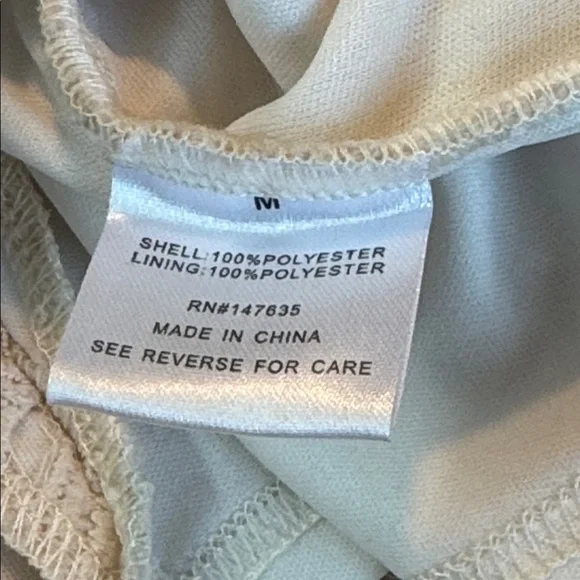 M
SHELL:100%POLYESTER
LINING:100%POLYESTER
RN#147635
MADE IN CHINA
SEE REVERSE FOR CARE